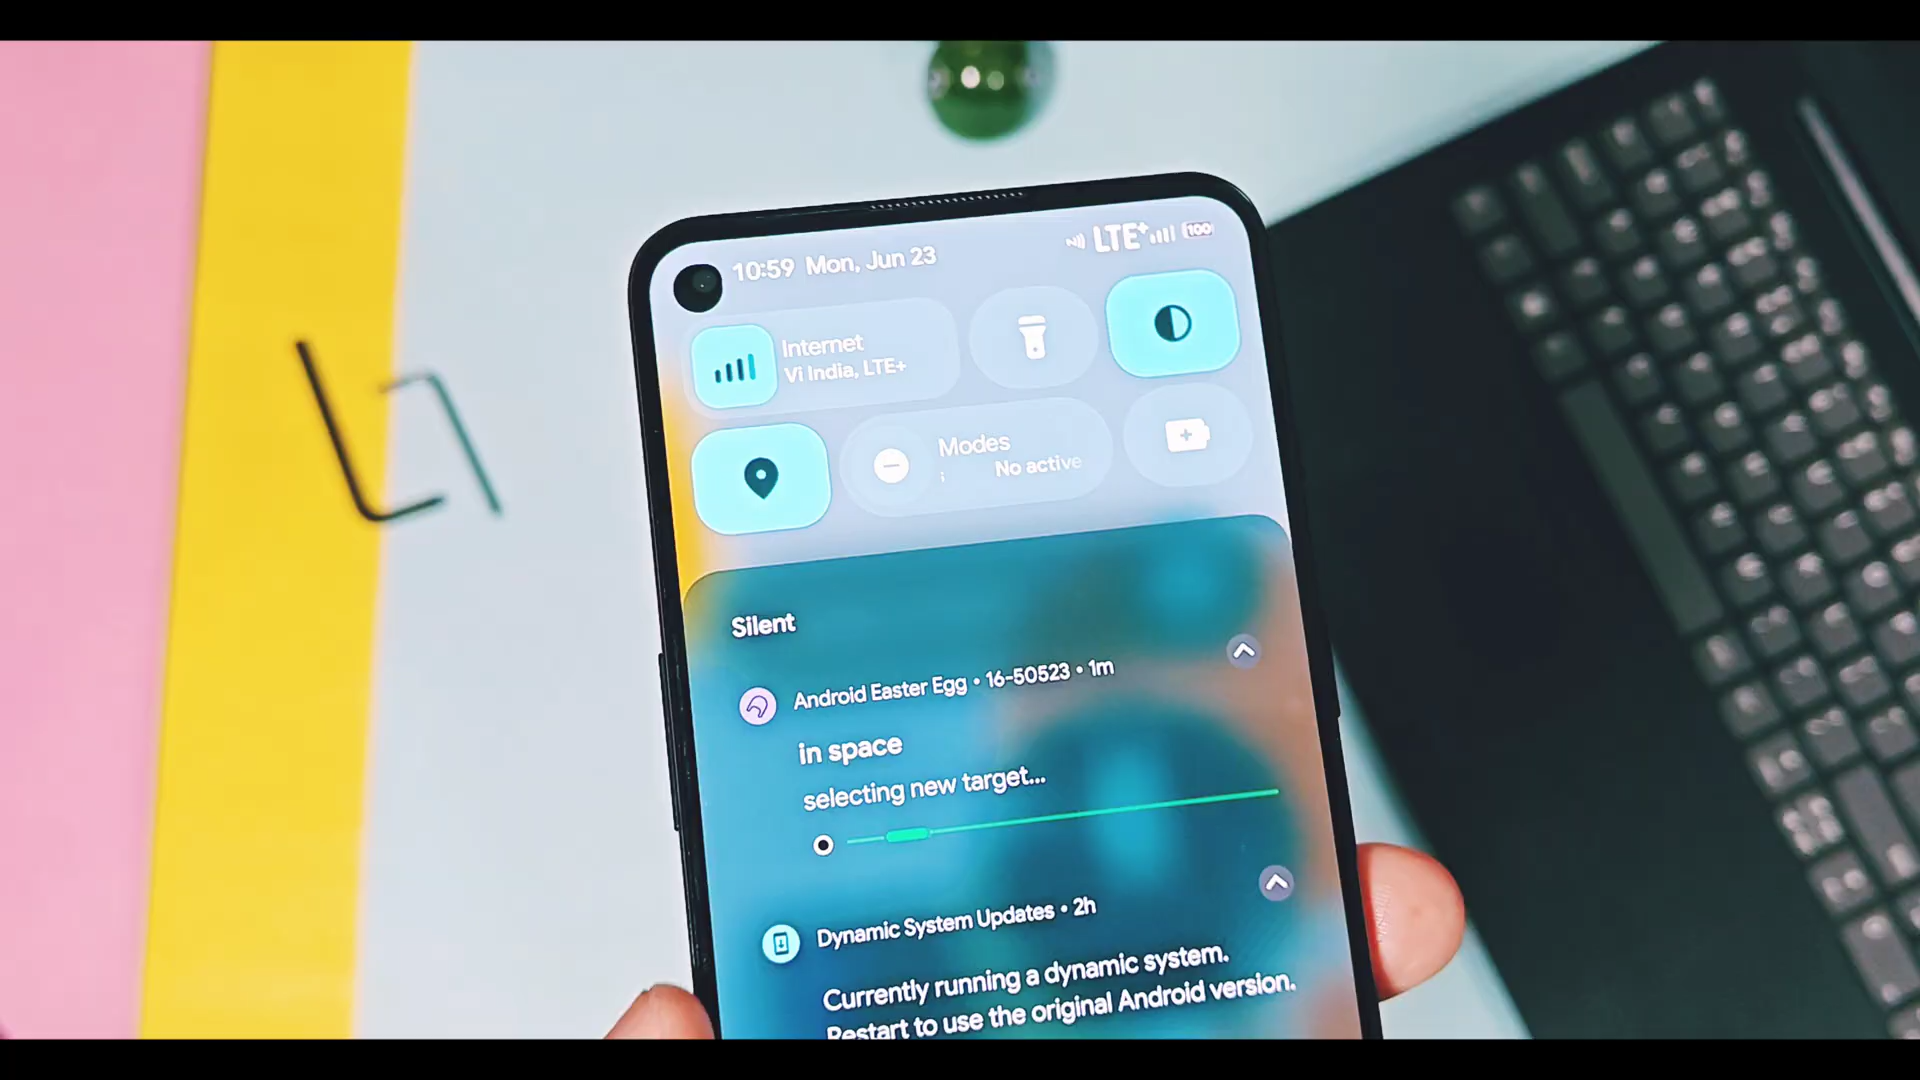 10:59 Mon, Jun 23
LTE+ 100
Internet
Vi India, LTE+
Modes
No active
Silent
Android Easter Egg • 16-50523 • 1m
in space
selecting new target...
Dynamic System Updates • 2h
Currently running a dynamic system.
Restart to use the original Android version.